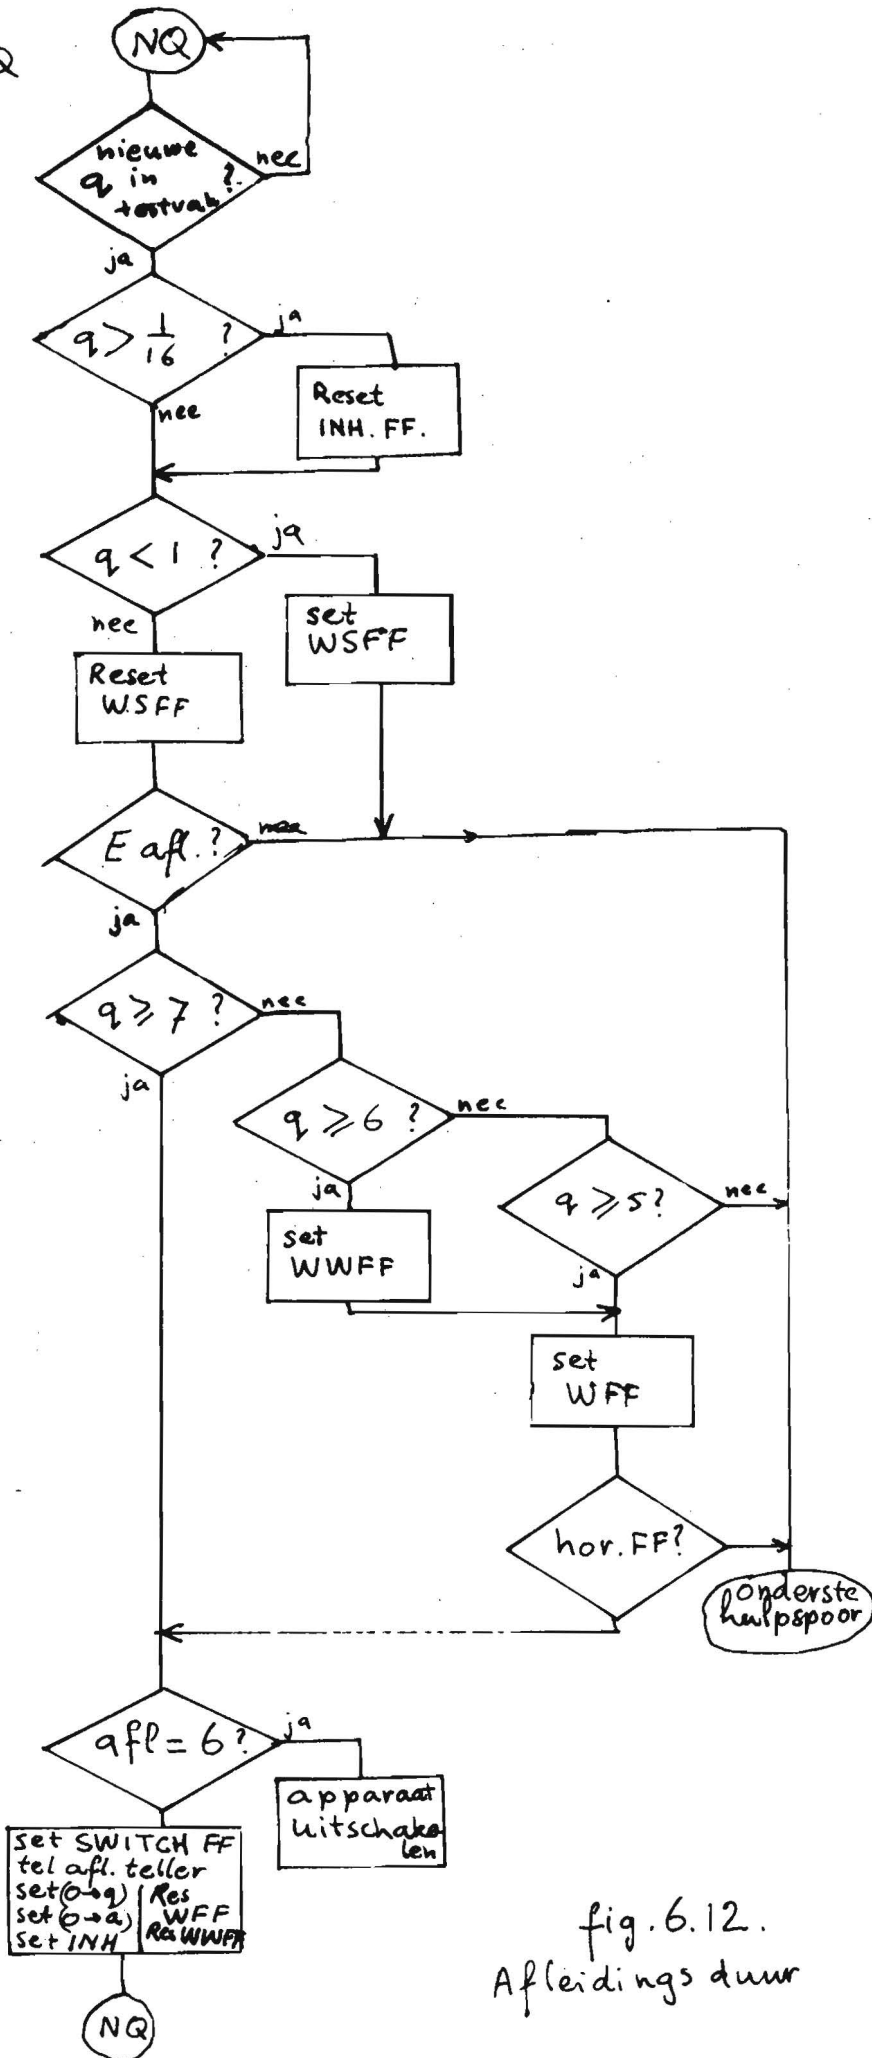 Q
NQ
nieuwe
q in ?
testvak
nee
ja
q > 1/16 ?
ja
Reset
INH. FF.
nee
q < 1 ?
ja
set
WSFF
nee
Reset
WSFF
E afl.?
nee
ja
q ≥ 7 ?
nee
ja
q ≥ 6 ?
nee
ja
q ≥ 5?
nee
ja
set
WWFF
set
WFF
hor. FF?
onderste
hulpspoor
afl = 6?
ja
apparaat
uitschake
len
set SWITCH FF
tel afl. teller
set (0→q) | Res
set (0→a) | WFF
set INH | Res WWFF
NQ
fig. 6.12.
Afleidings duur